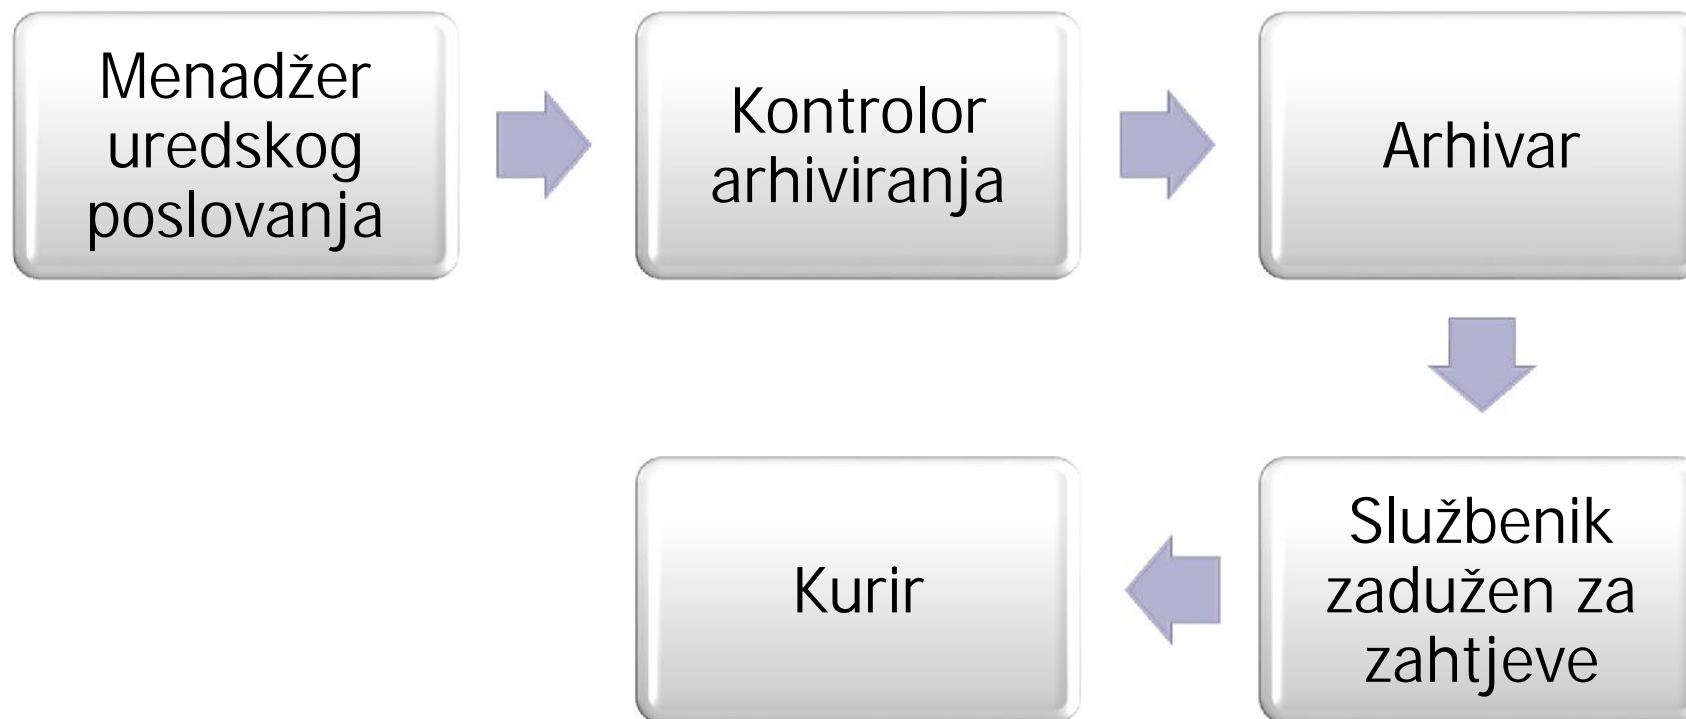 Menadžer
uredskog
poslovanja
Kontrolor
arhiviranja
Arhivar
Službenik
zadužen za
zahtjeve
Kurir